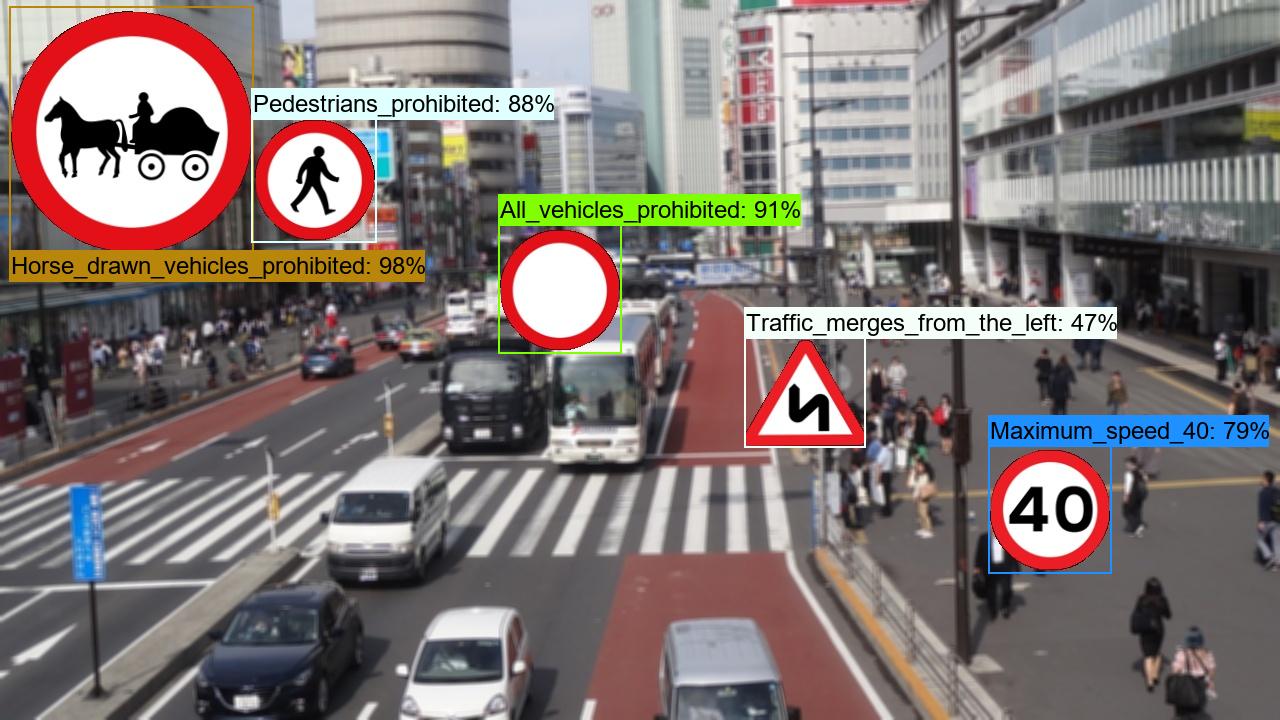 Pedestrians_prohibited: 88%
All_vehicles_prohibited: 91%
Horse_drawn_vehicles_prohibited: 98%
Traffic_merges_from_the_left: 47%
Maximum_speed_40: 79%
40